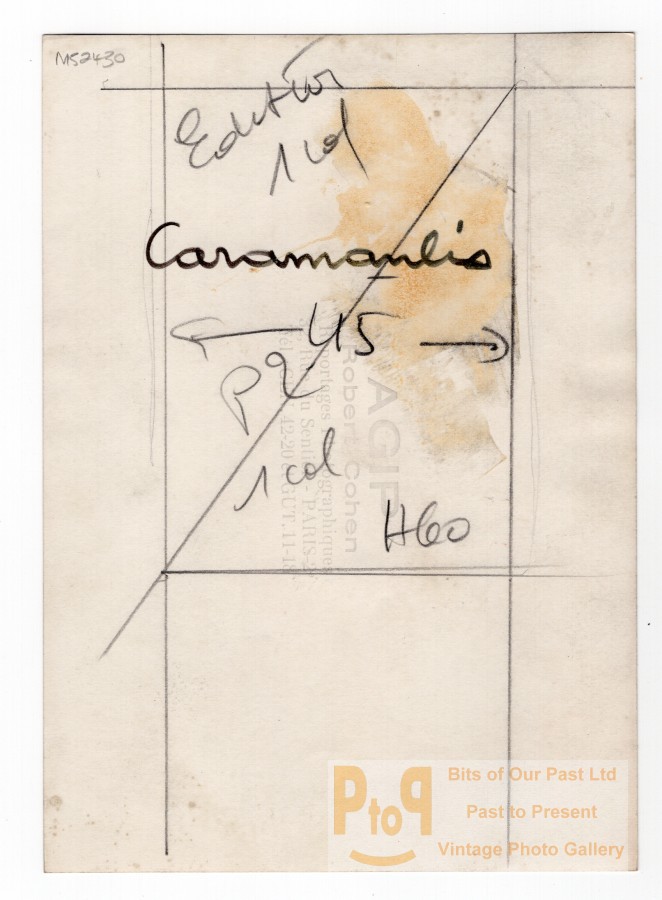 MS2430
Editior
1 col
Caramanlis
45
P2
1 col
H60
AGIP
Robert Cohen
PtoP
Bits of Our Past Ltd
Past to Present
Vintage Photo Gallery